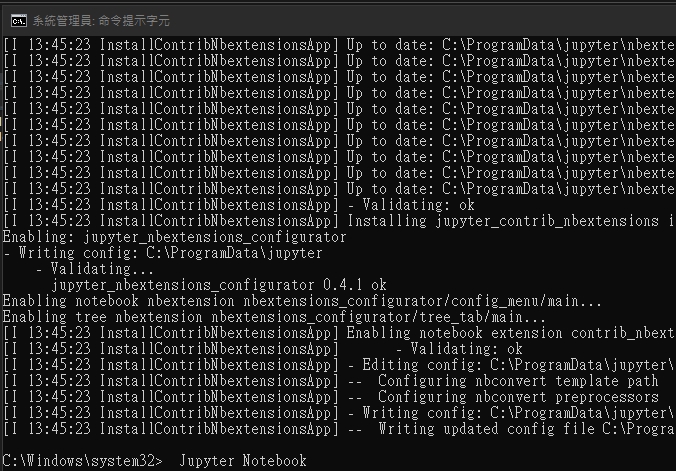 系統管理員: 命令提示字元
[I 13:45:23 InstallContribNbextensionsApp] Up to date: C:\ProgramData\jupyter\nbexte
[I 13:45:23 InstallContribNbextensionsApp] Up to date: C:\ProgramData\jupyter\nbexte
[I 13:45:23 InstallContribNbextensionsApp] Up to date: C:\ProgramData\jupyter\nbexte
[I 13:45:23 InstallContribNbextensionsApp] Up to date: C:\ProgramData\jupyter\nbexte
[I 13:45:23 InstallContribNbextensionsApp] Up to date: C:\ProgramData\jupyter\nbexte
[I 13:45:23 InstallContribNbextensionsApp] Up to date: C:\ProgramData\jupyter\nbexte
[I 13:45:23 InstallContribNbextensionsApp] Up to date: C:\ProgramData\jupyter\nbexte
[I 13:45:23 InstallContribNbextensionsApp] Up to date: C:\ProgramData\jupyter\nbexte
[I 13:45:23 InstallContribNbextensionsApp] Up to date: C:\ProgramData\jupyter\nbexte
[I 13:45:23 InstallContribNbextensionsApp] Up to date: C:\ProgramData\jupyter\nbexte
[I 13:45:23 InstallContribNbextensionsApp] - Validating: ok
[I 13:45:23 InstallContribNbextensionsApp] Installing jupyter_contrib_nbextensions i
Enabling: jupyter_nbextensions_configurator
- Writing config: C:\ProgramData\jupyter
    - Validating...
      jupyter_nbextensions_configurator 0.4.1 ok
Enabling notebook nbextension nbextensions_configurator/config_menu/main...
Enabling tree nbextension nbextensions_configurator/tree_tab/main...
[I 13:45:23 InstallContribNbextensionsApp] Enabling notebook extension contrib_nbext
[I 13:45:23 InstallContribNbextensionsApp]       - Validating: ok
[I 13:45:23 InstallContribNbextensionsApp] - Editing config: C:\ProgramData\jupyter\
[I 13:45:23 InstallContribNbextensionsApp] --  Configuring nbconvert template path
[I 13:45:23 InstallContribNbextensionsApp] --  Configuring nbconvert preprocessors
[I 13:45:23 InstallContribNbextensionsApp] - Writing config: C:\ProgramData\jupyter\
[I 13:45:23 InstallContribNbextensionsApp] --  Writing updated config file C:\Progra
C:\Windows\system32>  Jupyter Notebook